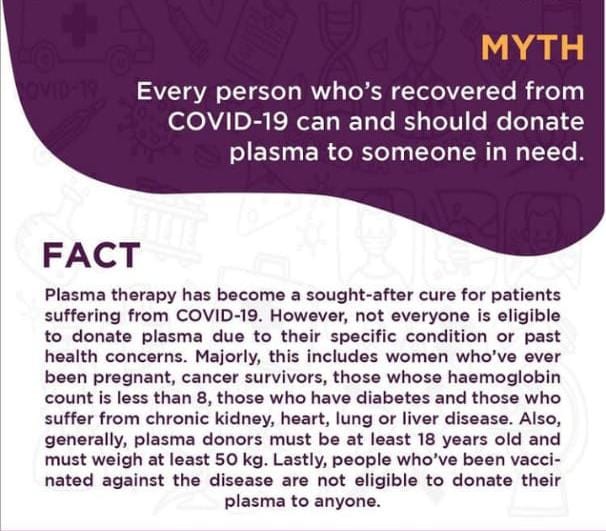 MYTH
Every person who's recovered from
COVID-19 can and should donate
plasma to someone in need.
OVID-19
FACT
Plasma therapy has become a sought-after cure for patients
suffering from COVID-19. However, not everyone is eligible
to donate plasma due to their specific condition or past
health concerns. Majorly, this includes women who've ever
been pregnant, cancer survivors, those whose haemoglobin
count is less than 8, those who have diabetes and those who
suffer from chronic kidney, heart, lung or liver disease. Also,
generally, plasma donors must be at least 18 years old and
must weigh at least 50 kg. Lastly, people who've been vacci-
nated against the disease are not eligible to donate their
plasma to anyone.